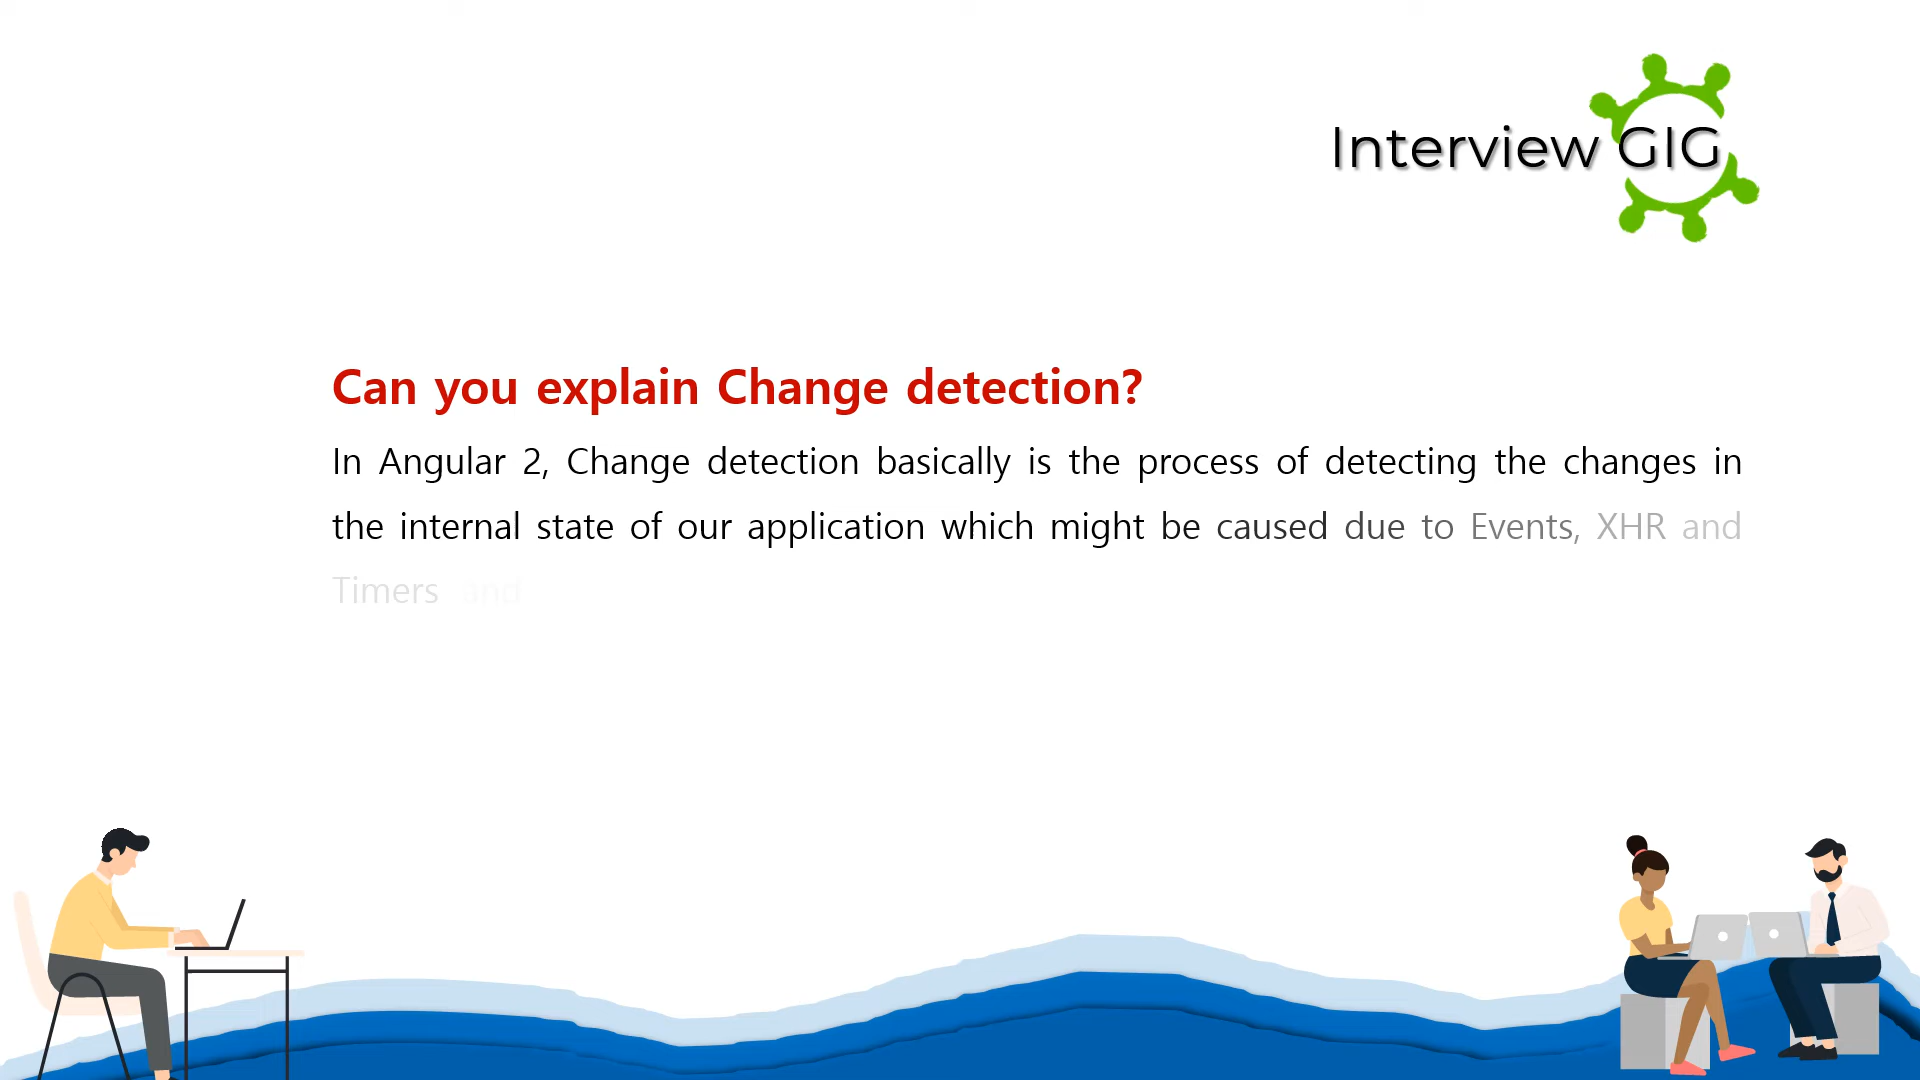 Interview GIG
Can you explain Change detection?
In Angular 2, Change detection basically is the process of detecting the changes in
the internal state of our application which might be caused due to Events, XHR and
Timers and